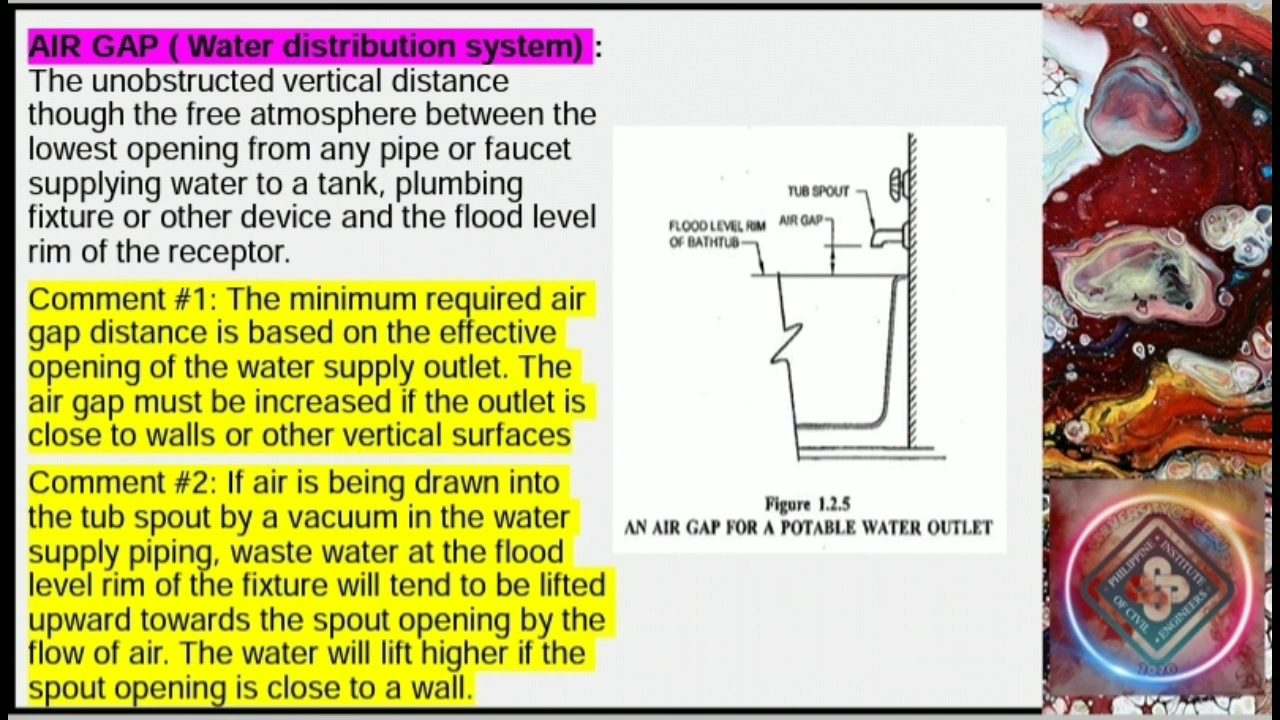 AIR GAP ( Water distribution system) :
The unobstructed vertical distance
though the free atmosphere between the
lowest opening from any pipe or faucet
supplying water to a tank, plumbing
fixture or other device and the flood level
rim of the receptor.
Comment #1: The minimum required air
gap distance is based on the effective
opening of the water supply outlet. The
air gap must be increased if the outlet is
close to walls or other vertical surfaces
Comment #2: If air is being drawn into
the tub spout by a vacuum in the water
supply piping, waste water at the flood
level rim of the fixture will tend to be lifted
upward towards the spout opening by the
flow of air. The water will lift higher if the
spout opening is close to a wall.
TUB SPOUT
AIR GAP
FLOOD LEVEL RIM
OF BATHTUB
Figure 1.2.5
AN AIR GAP FOR A POTABLE WATER OUTLET
UNIVERSITY OF CEBU
PHILIPPINE • INSTITUTE
OF CIVIL • ENGINEERS
2020